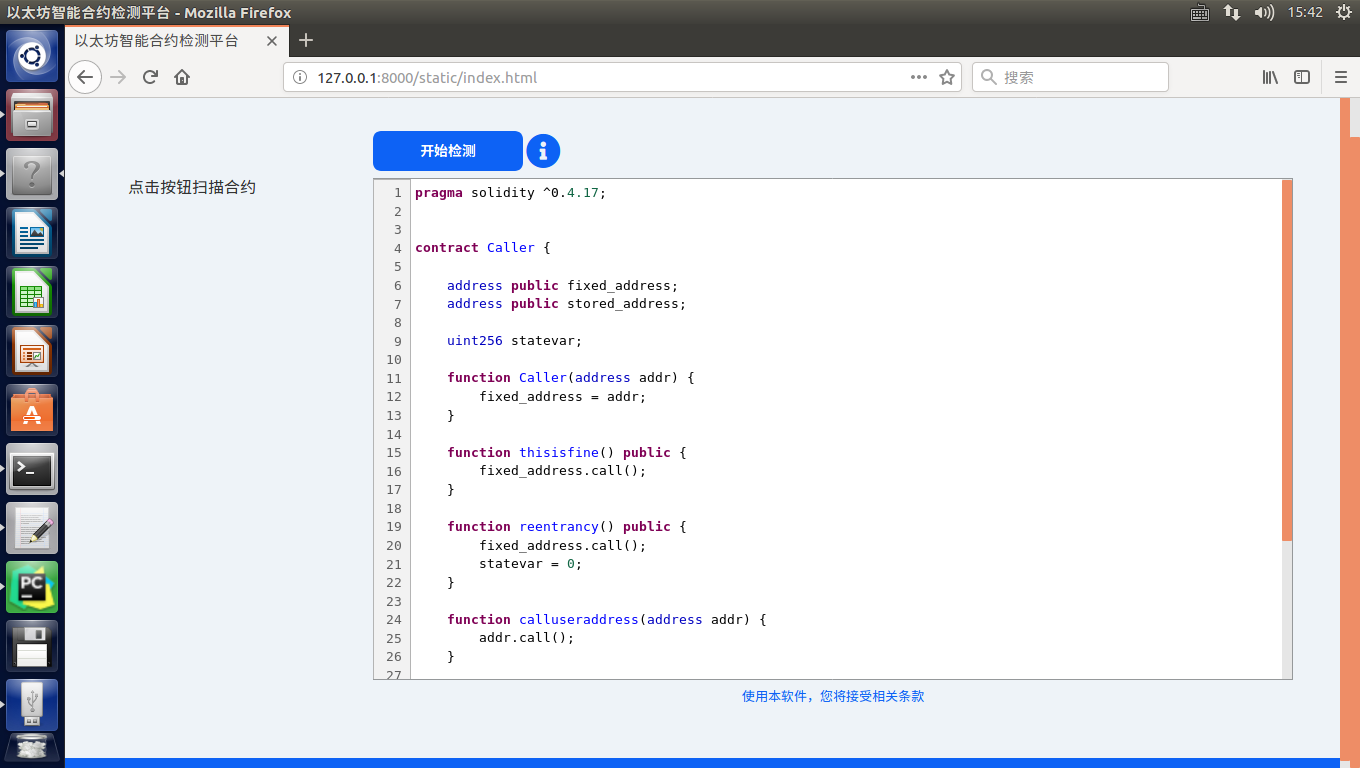 以太坊智能合约检测平台 - Mozilla Firefox
15:42
以太坊智能合约检测平台
127.0.0.1:8000/static/index.html
搜索
开始检测
点击按钮扫描合约
1 pragma solidity ^0.4.17;
2
3
4 contract Caller {
5
6 address public fixed_address;
7 address public stored_address;
8
9 uint256 statevar;
10
11 function Caller(address addr) {
12 fixed_address = addr;
13 }
14
15 function thisisfine() public {
16 fixed_address.call();
17 }
18
19 function reentrancy() public {
20 fixed_address.call();
21 statevar = 0;
22 }
23
24 function calluseraddress(address addr) {
25 addr.call();
26 }
27
使用本软件，您将接受相关条款
PC